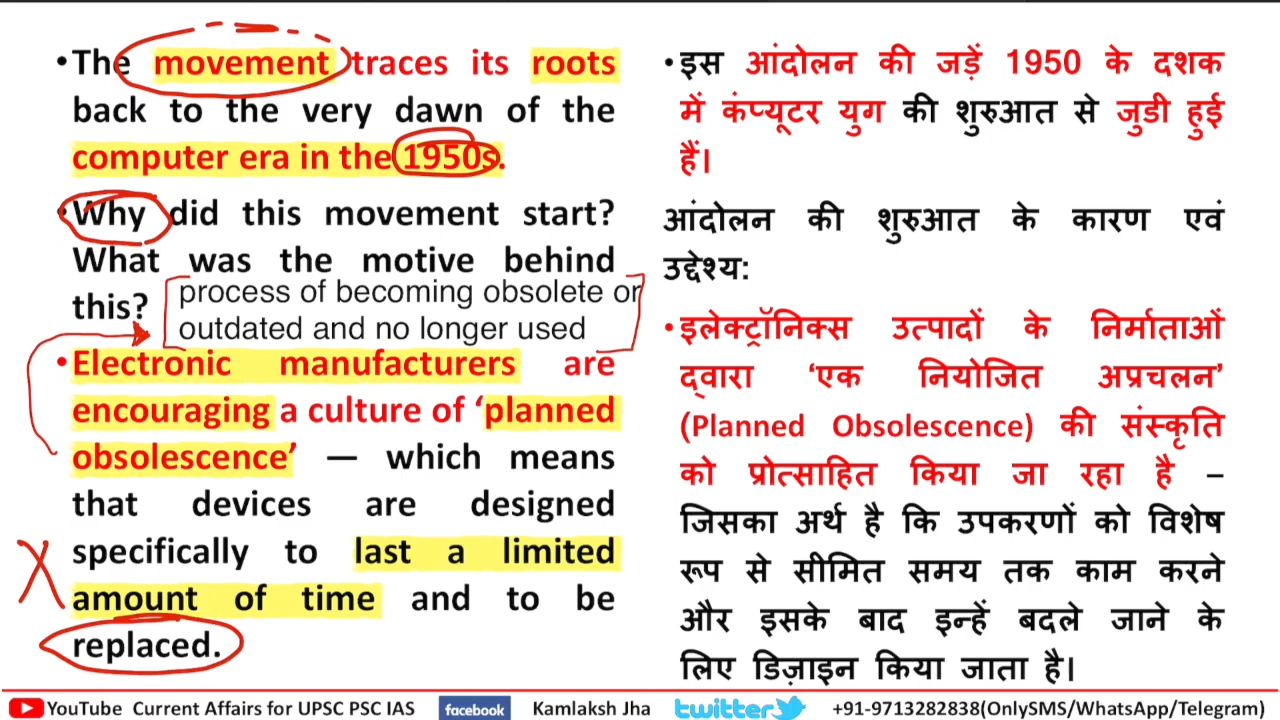 •The movement traces its roots
back to the very dawn of the
computer era in the 1950s.
•Why did this movement start?
What was the motive behind
this?
process of becoming obsolete or
outdated and no longer used
•Electronic manufacturers are
encouraging a culture of ‘planned
obsolescence’ — which means
that devices are designed
specifically to last a limited
amount of time and to be
replaced.
•इस आंदोलन की जड़ें 1950 के दशक
में कंप्यूटर युग की शुरुआत से जुडी हुई
हैं।
आंदोलन की शुरुआत के कारण एवं
उद्देश्य:
•इलेक्ट्रॉनिक्स उत्पादों के निर्माताओं
द्वारा ‘एक नियोजित अप्रचलन’
(Planned Obsolescence) की संस्कृति
को प्रोत्साहित किया जा रहा है –
जिसका अर्थ है कि उपकरणों को विशेष
रूप से सीमित समय तक काम करने
और इसके बाद इन्हें बदले जाने के
लिए डिज़ाइन किया जाता है।
YouTube Current Affairs for UPSC PSC IAS facebook Kamlaksh Jha twitter +91-9713282838(OnlySMS/WhatsApp/Telegram)